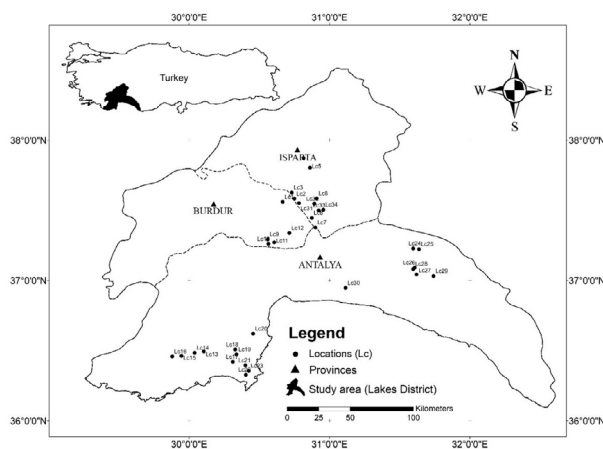 30°0'0"E 31°0'0"E 32°0'0"E
Turkey
N
W E
S
38°0'0"N 38°0'0"N
ISPARTA
Lc5
Lc3
Lc2
Lc6
Lc31
Lc34
BURDUR
Lc7
Lc12
Lc9
Lc11
ANTALYA
Lc24 Lc25
Lc28
Lc27 Lc29
37°0'0"N 37°0'0"N
Lc30
Lc20
Lc18
Lc19
Lc14
Lc13
Lc16
Lc15
Lc17
Lc21
Legend
Locations (Lc)
Provinces
Study area (Lakes District)
Kilometers
0 25 50 100
36°0'0"N 36°0'0"N
30°0'0"E 31°0'0"E 32°0'0"E